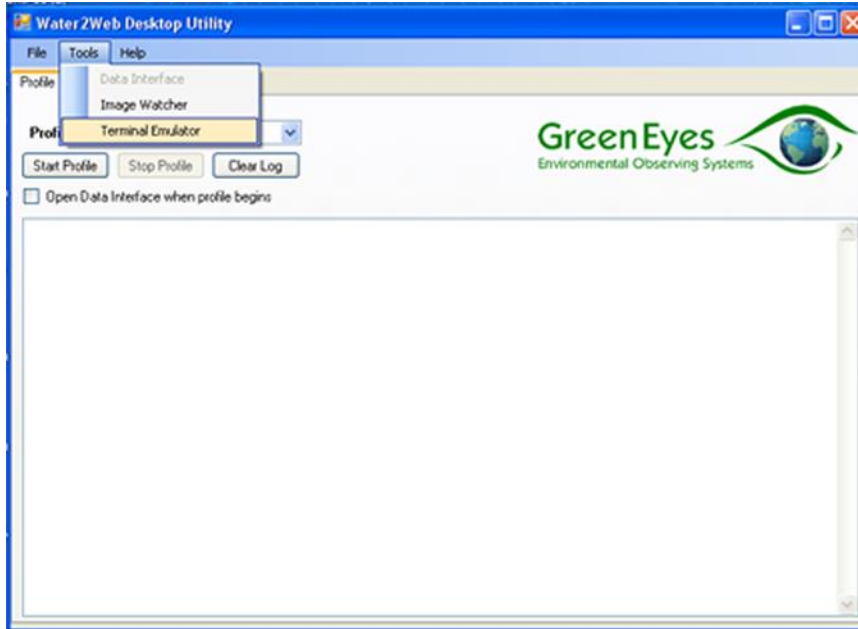 Water2Web Desktop Utility
File Tools Help
Profile
Data Interface
Image Watcher
Terminal Emulator
Profi
Start Profile Stop Profile Clear Log
Open Data Interface when profile begins
GreenEyes
Environmental Observing Systems